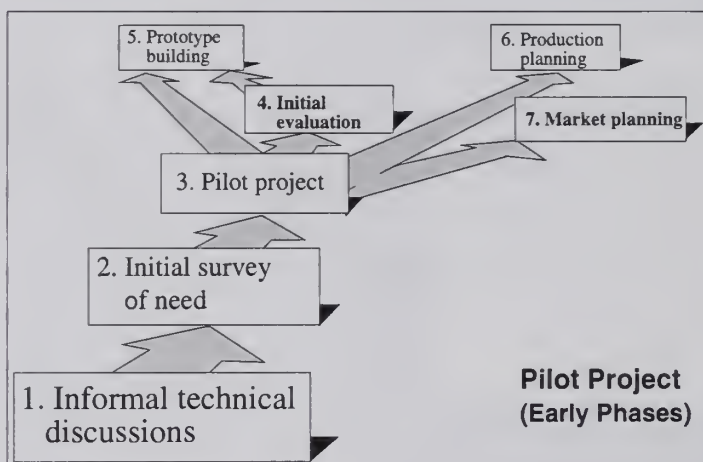 5. Prototype
building
6. Production
planning
4. Initial
evaluation
7. Market planning
3. Pilot project
2. Initial survey
of need
1. Informal technical
discussions
Pilot Project
(Early Phases)